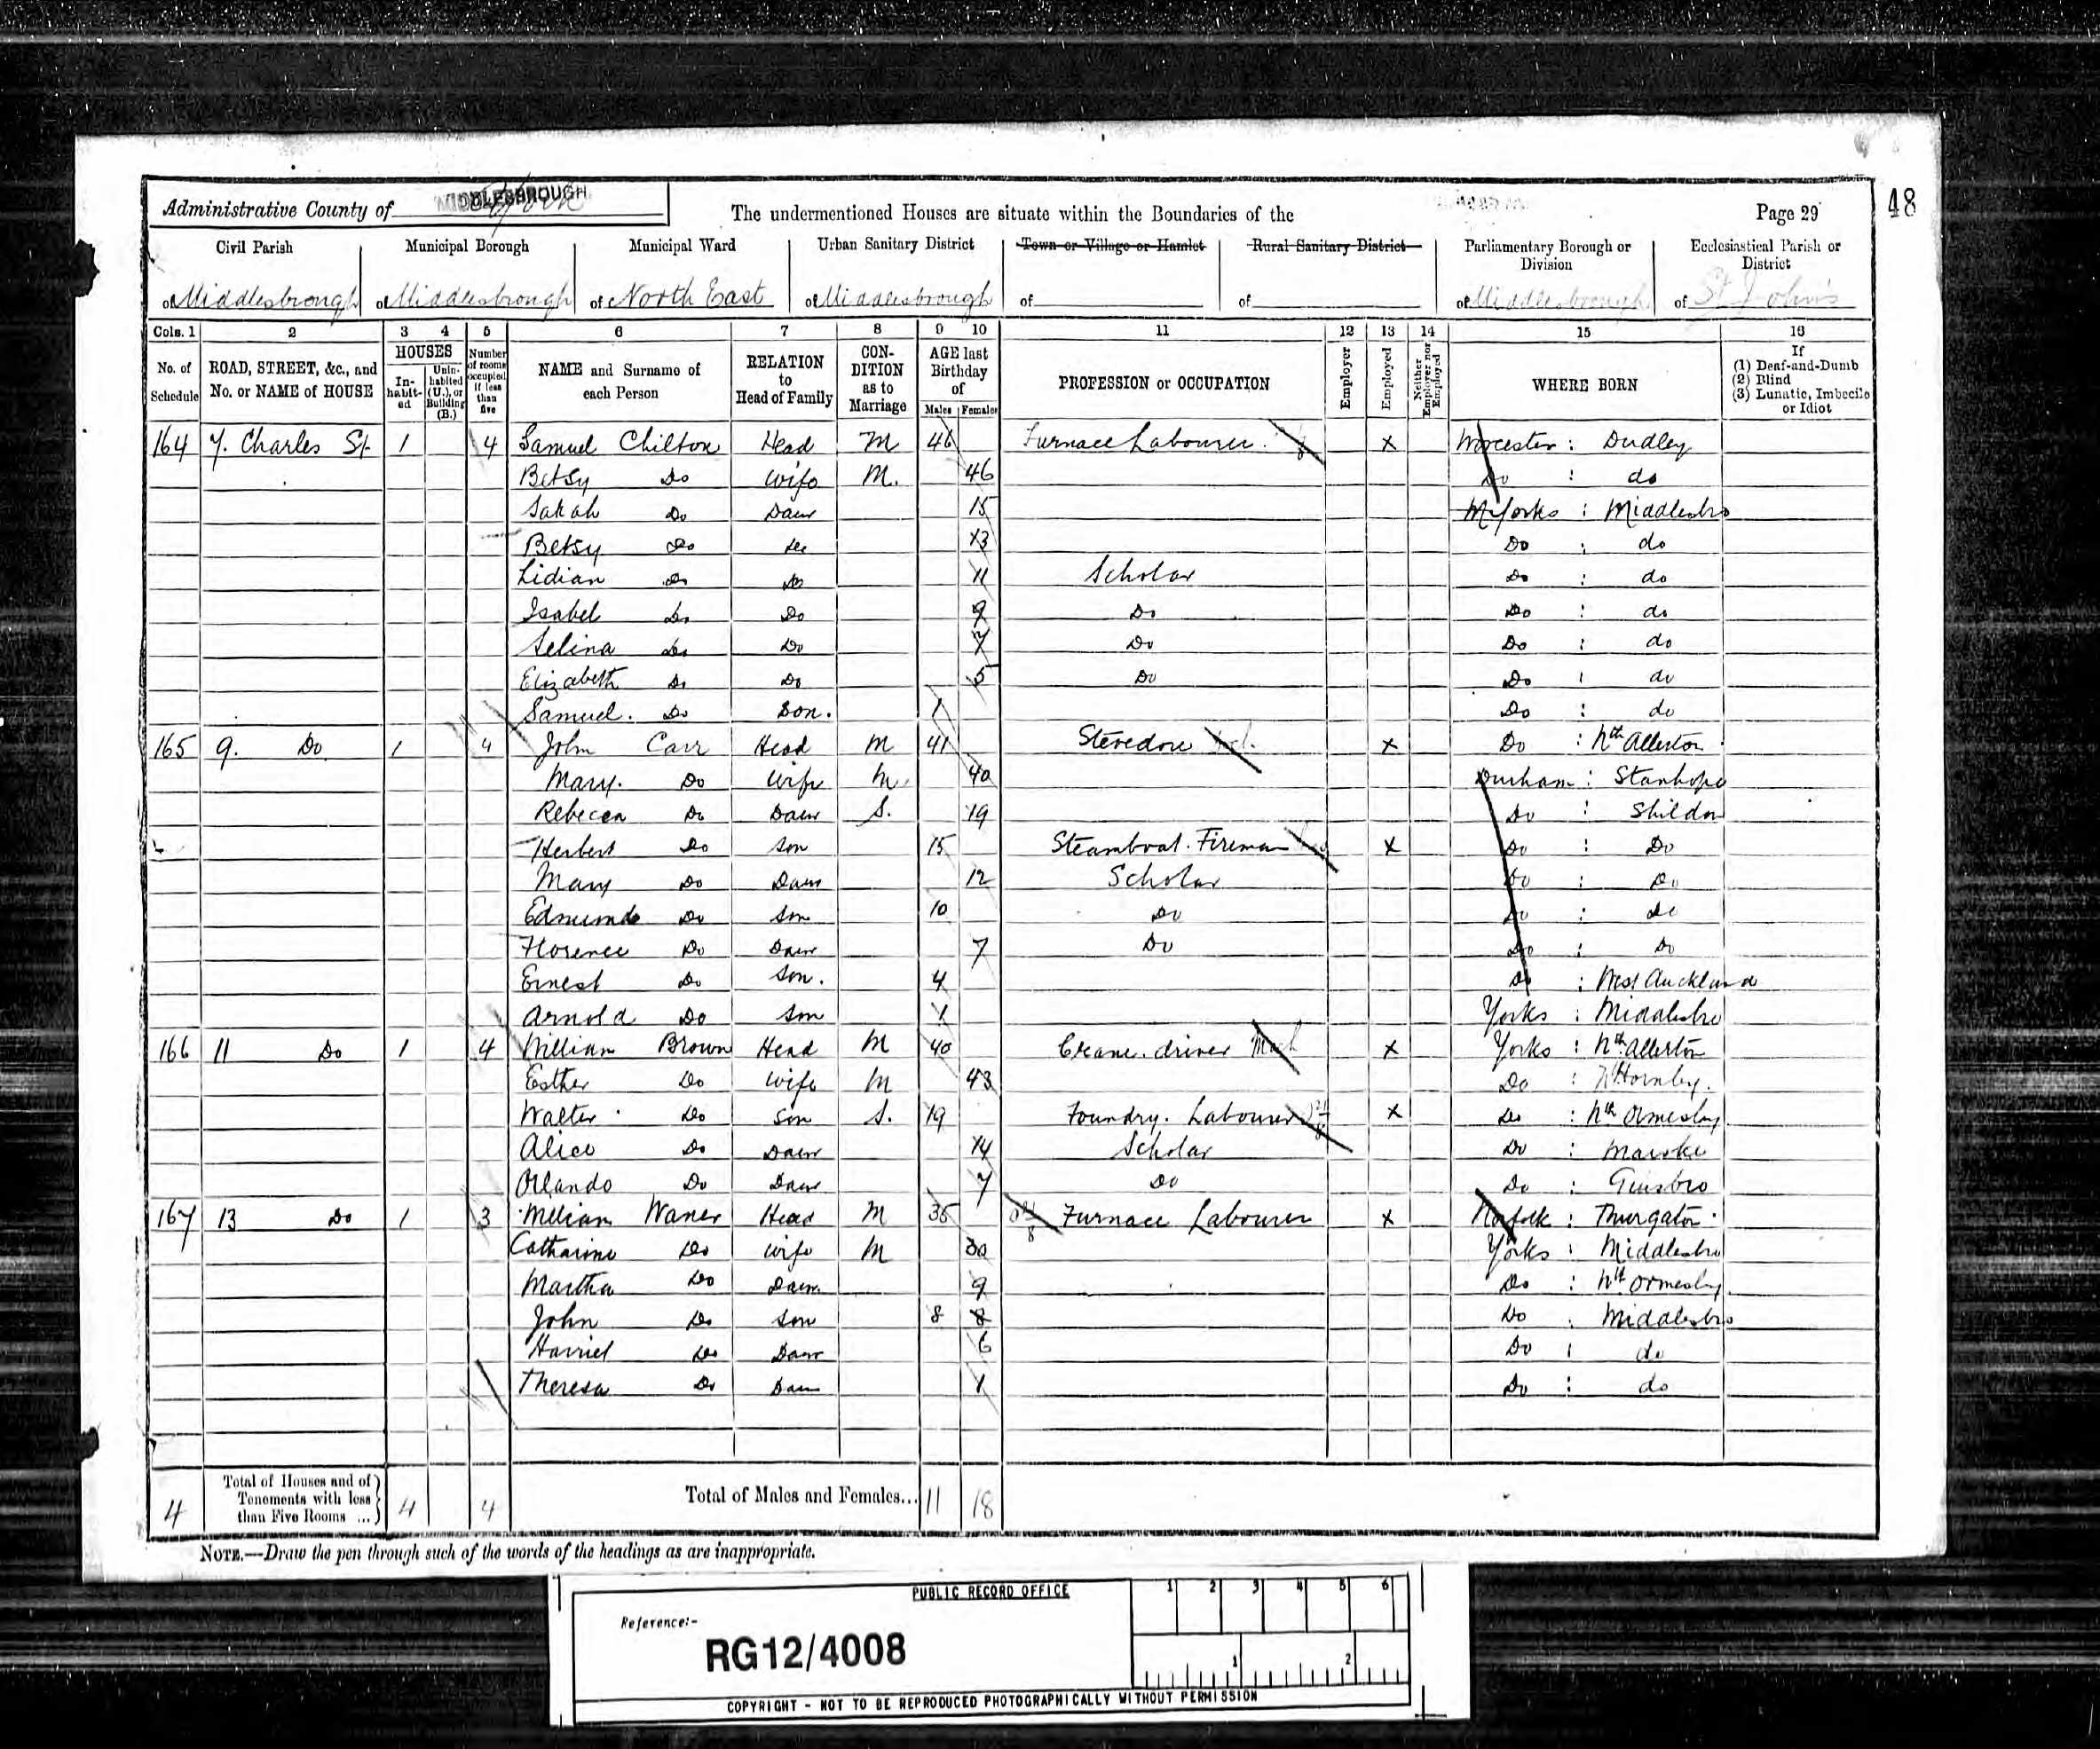 Administrative County of MIDDLESBROUGH
The undermentioned Houses are situate within the Boundaries of the
Page 29
48
Civil Parish Municipal Borough Municipal Ward Urban Sanitary District Town or Village or Hamlet Rural Sanitary District Parliamentary Borough or Division Ecclesiastical Parish or District
of Middlesbrough of Middlesbrough of North East of Middlesbrough of of of Middlesbrough of St John's
Cols. 1 2 3 4 5 6 7 8 9 10 11 12 13 14 15 16
No. of Schedule ROAD, STREET, &c., and No. or NAME of HOUSE HOUSES In-habit-ed Unin-habited (U.), or Building (B.) Number of rooms occupied if less than five NAME and Surname of each Person RELATION to Head of Family CON-DITION as to Marriage AGE last Birthday of Males Females PROFESSION or OCCUPATION Employer Employed Neither Employer nor Employed WHERE BORN If (1) Deaf-and-Dumb (2) Blind (3) Lunatic, Imbecile or Idiot
164 7. Charles St. 1 4 Samuel Chilton Head M 46 Furnace Labourer. X Worcester : Dudley
Betsy Do Wife M. 46 Do : do
Sarah Do Daur 15 Yorks : Middlesbro
Betsy Do do 13 Do : do
Lidian Do Do 11 Scholar Do : do
Isabel Do Do 9 Do Do : do
Selina Do Do 7 Do Do : do
Elizabeth Do Do 5 Do Do : do
Samuel. Do Son. 1 Do : do
165 9. Do 1 4 John Carr Head M 41 Stevedore X Do : Nth Allerton
Mary. Do Wife M. 40 Durham : Stanhope
Rebecca Do Daur S. 19 Do : Shildon
Herbert Do Son 15 Steamboat. Fireman X Do : Do
Mary Do Daur 12 Scholar Do : Do
Edmund Do Son 10 Do Do : do
Florence Do Daur 7 Do Do : Do
Ernest Do Son. 4 Do : West Auckland
Arnold Do Son 1 Yorks : Middlesbro
166 11 Do 1 4 William Brown Head M 40 Crane. driver Mach X Yorks : Nth Allerton
Esther Do Wife M 43 Do : Hornby.
Walter Do Son S. 19 Foundry. Labourer X Do : Nth Ormesby
Alice Do Daur 14 Scholar Do : Marske
Orlando Do Daur 7 Do Do : Guisbro
167 13 Do 1 3 William Waner Head M 35 Furnace Labourer X Norfolk : Thurgaton
Catharine Do Wife M 30 Yorks : Middlesbro
Martha Do Daur. 9 Do : Nth Ormesby
John Do Son 8 8 Do : Middlesbro
Harriet Do Daur 6 Do : do
Theresa Do Daur 1 Do : do
4 Total of Houses and of Tenements with less than Five Rooms ... 4 4 Total of Males and Females... 11 18
NOTE.—Draw the pen through such of the words of the headings as are inappropriate.
PUBLIC RECORD OFFICE
1 2 3 4 5 6
Reference:-
RG12/4008
1 2
COPYRIGHT - NOT TO BE REPRODUCED PHOTOGRAPHICALLY WITHOUT PERMISSION